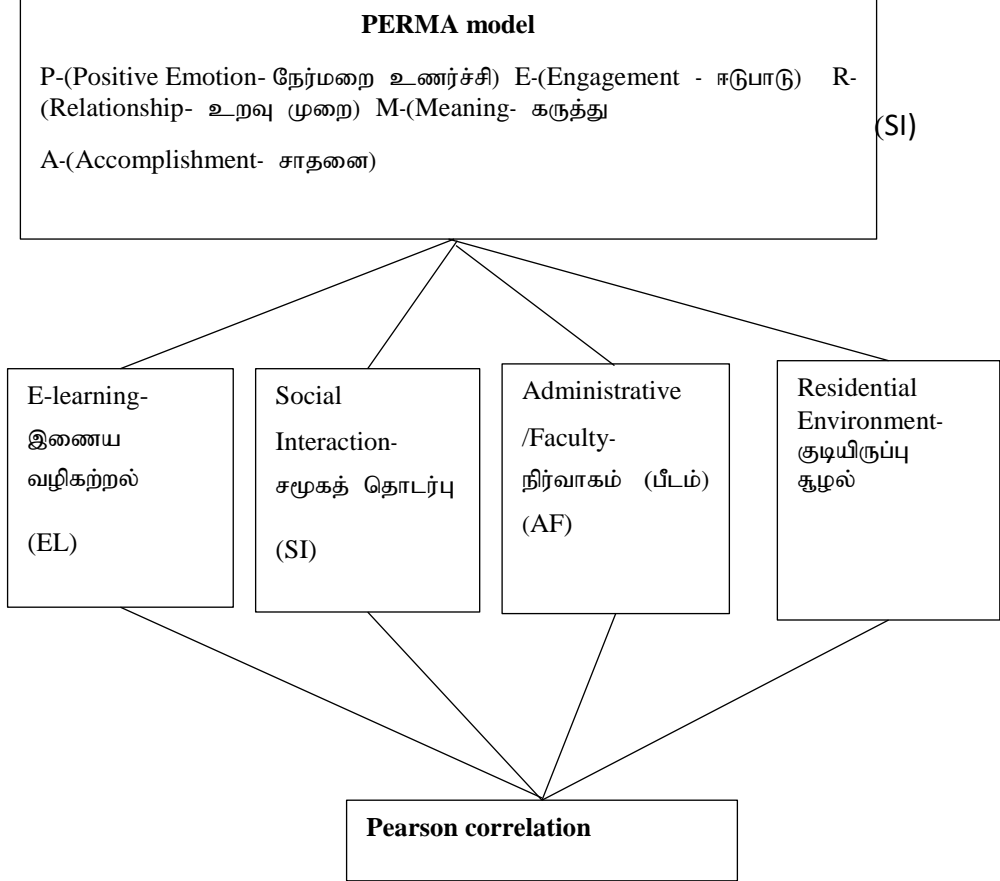 PERMA model
P-(Positive Emotion- நேர்மறை உணர்ச்சி) E-(Engagement - ஈடுபாடு) R-
(Relationship- உறவு முறை) M-(Meaning- கருத்து
(SI)
A-(Accomplishment- சாதனை)
E-learning-
இணைய
வழிகற்றல்
(EL)
Social
Interaction-
சமூகத் தொடர்பு
(SI)
Administrative
/Faculty-
நிர்வாகம் (பீடம்)
(AF)
Residential
Environment-
குடியிருப்பு
சூழல்
Pearson correlation